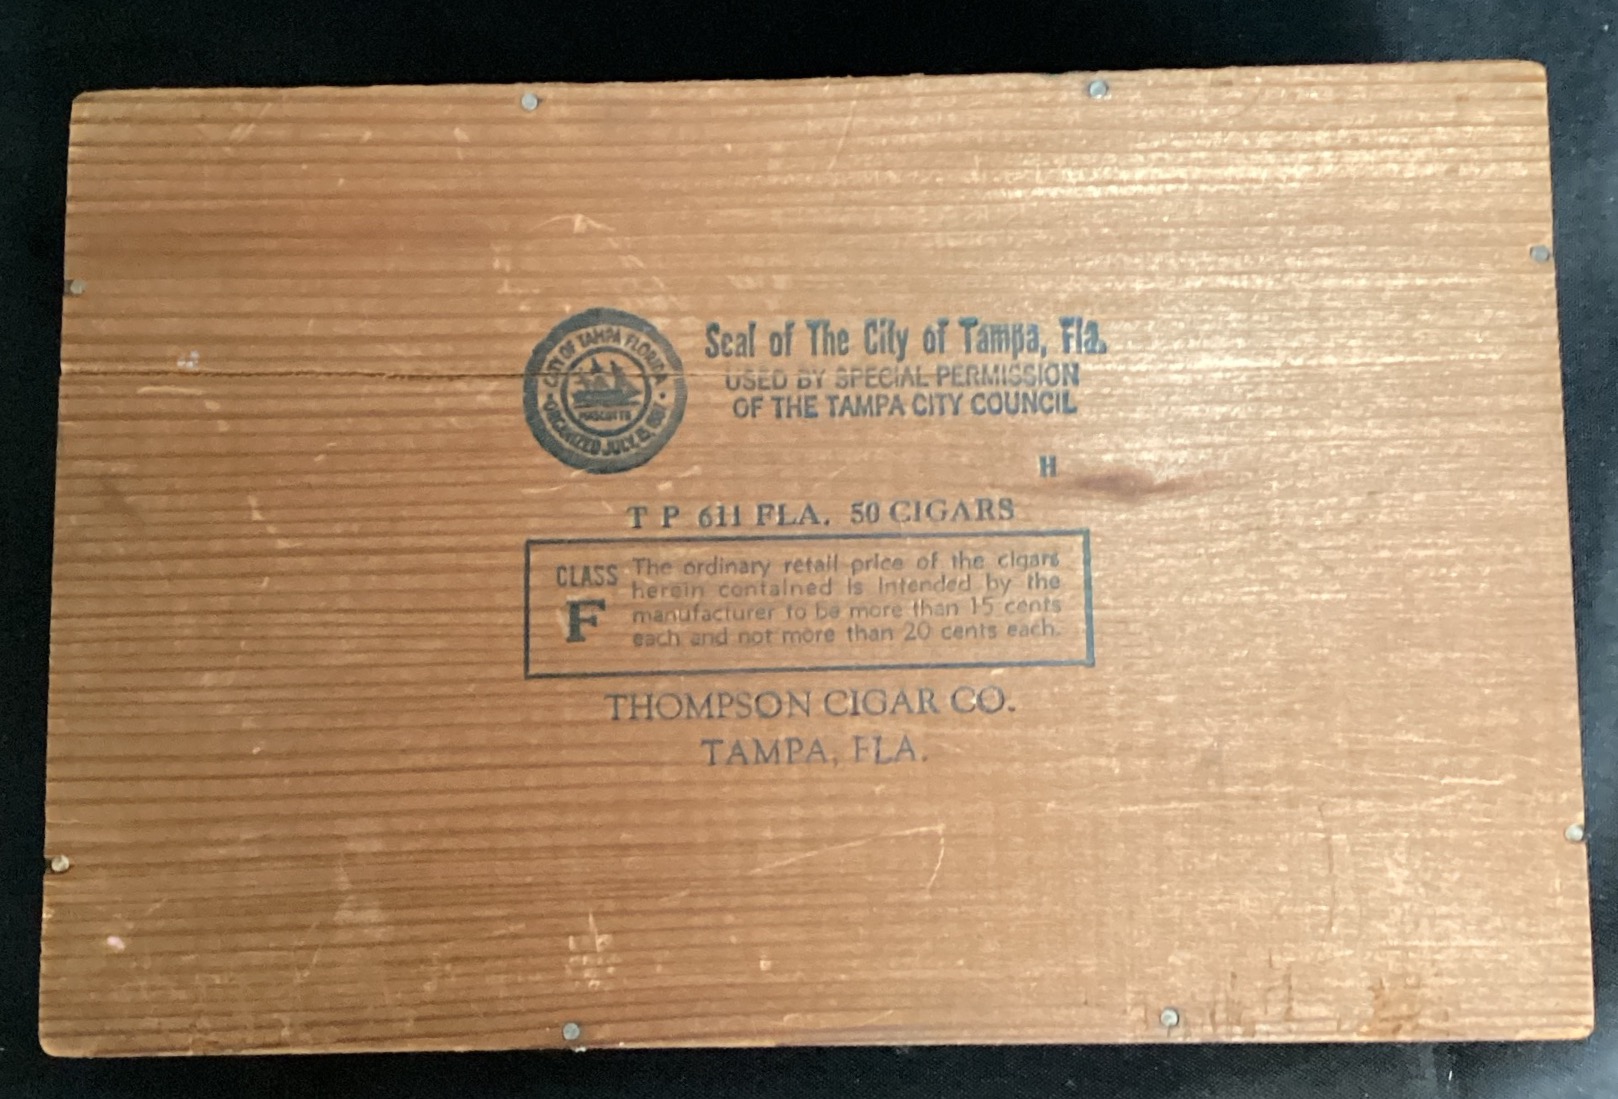 CITY OF TAMPA FLORIDA
MASCOTTE
ORGANIZED JULY, 15, 1887
Seal of The City of Tampa, Fla.
USED BY SPECIAL PERMISSION
OF THE TAMPA CITY COUNCIL
H
T P 611 FLA. 50 CIGARS
CLASS
F
The ordinary retail price of the cigars
herein contained is intended by the
manufacturer to be more than 15 cents
each and not more than 20 cents each.
THOMPSON CIGAR CO.
TAMPA, FLA.